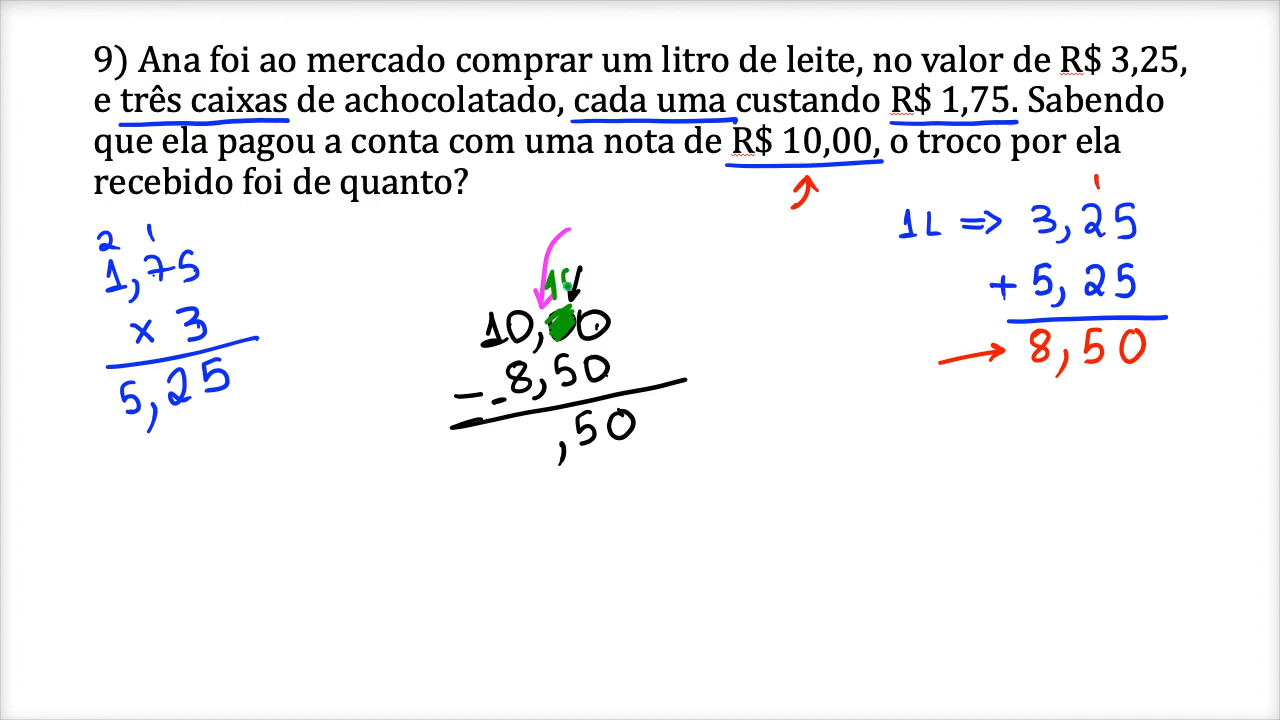 9) Ana foi ao mercado comprar um litro de leite, no valor de R$ 3,25,
e três caixas de achocolatado, cada uma custando R$ 1,75. Sabendo
que ela pagou a conta com uma nota de R$ 10,00, o troco por ela
recebido foi de quanto?
2 1
1,75
x 3
5,25
10, 0
- 8,50
,50
1
1L => 3,25
+ 5,25
8,50